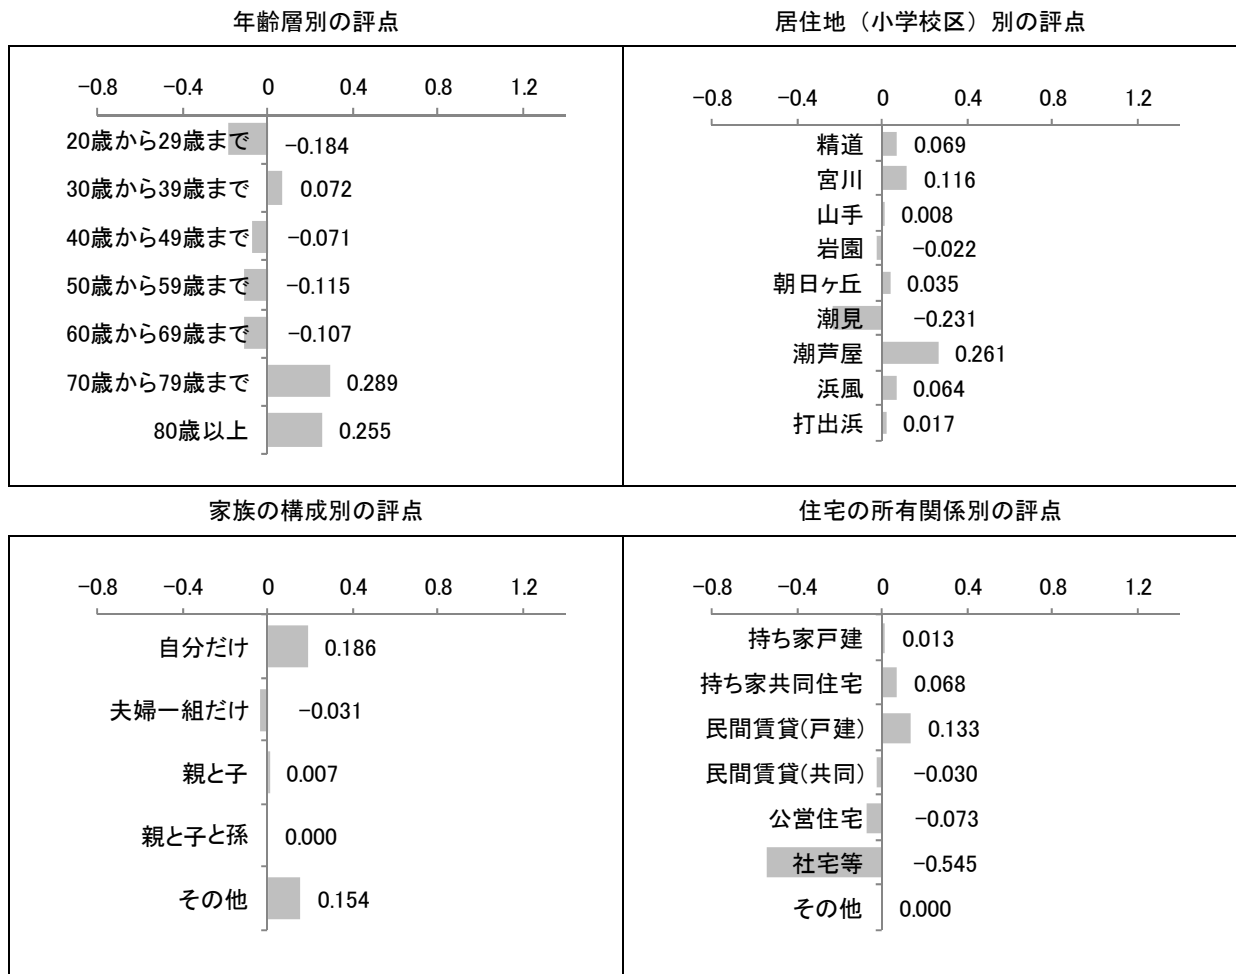 年齢層別の評点
−0.8 −0.4 0 0.4 0.8 1.2
20歳から29歳まで −0.184
30歳から39歳まで 0.072
40歳から49歳まで −0.071
50歳から59歳まで −0.115
60歳から69歳まで −0.107
70歳から79歳まで 0.289
80歳以上 0.255
居住地（小学校区）別の評点
−0.8 −0.4 0 0.4 0.8 1.2
精道 0.069
宮川 0.116
山手 0.008
岩園 −0.022
朝日ヶ丘 0.035
潮見 −0.231
潮芦屋 0.261
浜風 0.064
打出浜 0.017
家族の構成別の評点
−0.8 −0.4 0 0.4 0.8 1.2
自分だけ 0.186
夫婦一組だけ −0.031
親と子 0.007
親と子と孫 0.000
その他 0.154
住宅の所有関係別の評点
−0.8 −0.4 0 0.4 0.8 1.2
持ち家戸建 0.013
持ち家共同住宅 0.068
民間賃貸(戸建) 0.133
民間賃貸(共同) −0.030
公営住宅 −0.073
社宅等 −0.545
その他 0.000